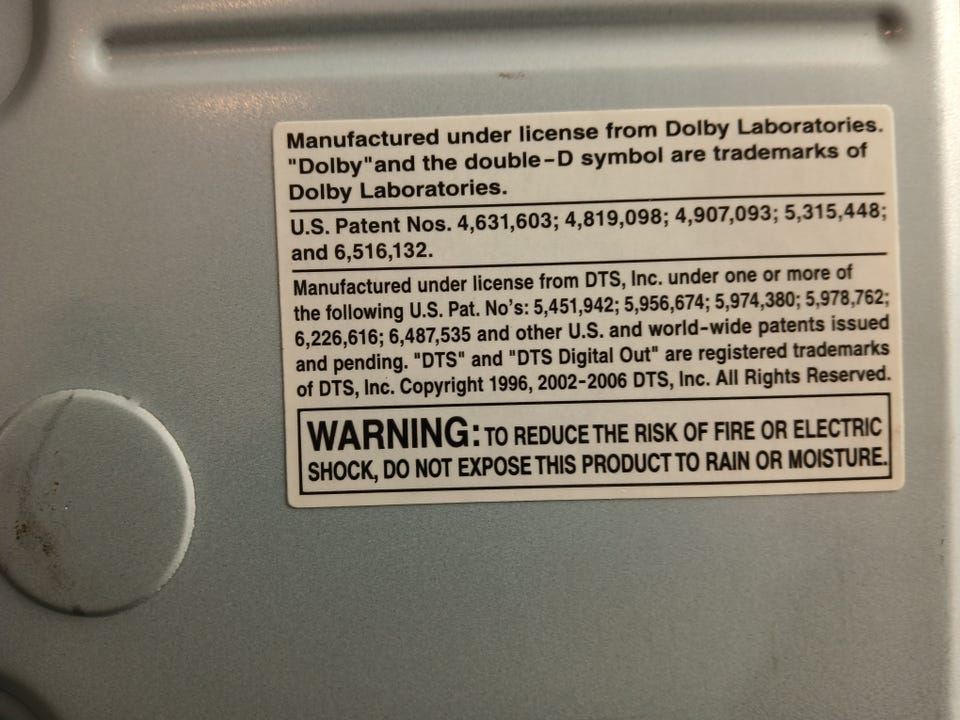 Manufactured under license from Dolby Laboratories.
"Dolby"and the double-D symbol are trademarks of
Dolby Laboratories.
U.S. Patent Nos. 4,631,603; 4,819,098; 4,907,093; 5,315,448;
and 6,516,132.
Manufactured under license from DTS, Inc. under one or more of
the following U.S. Pat. No's: 5,451,942; 5,956,674; 5,974,380; 5,978,762;
6,226,616; 6,487,535 and other U.S. and world-wide patents issued
and pending. "DTS" and "DTS Digital Out" are registered trademarks
of DTS, Inc. Copyright 1996, 2002-2006 DTS, Inc. All Rights Reserved.
WARNING: TO REDUCE THE RISK OF FIRE OR ELECTRIC
SHOCK, DO NOT EXPOSE THIS PRODUCT TO RAIN OR MOISTURE.